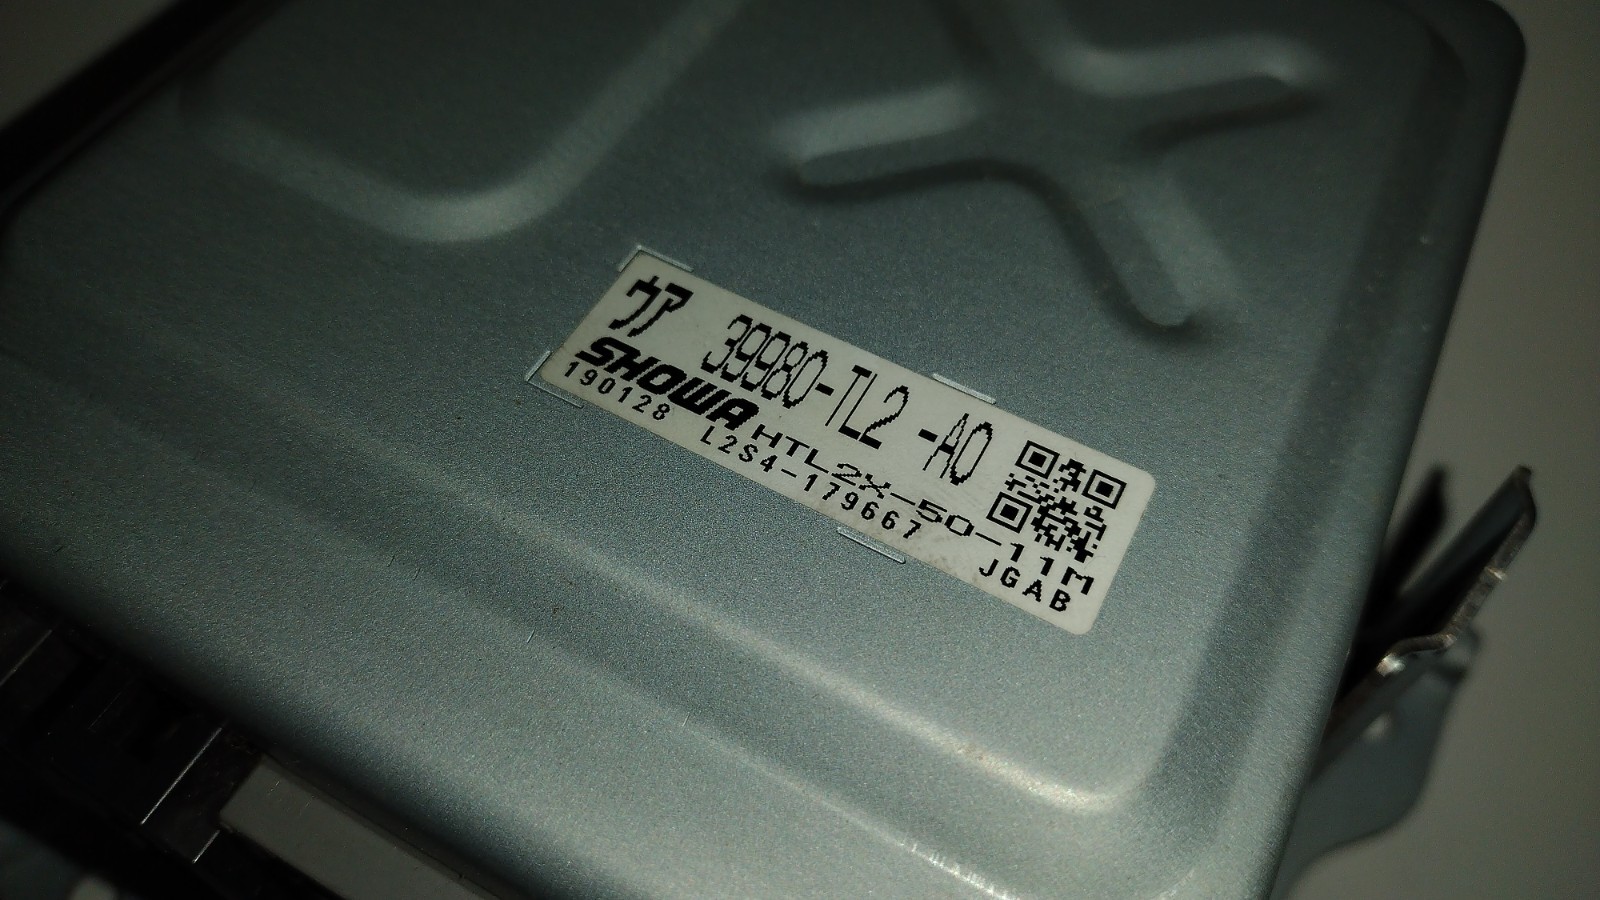 ウア 39980-TL2 -A0
SHOWA HTL2X-50-11M
190128 L2S4-179667 JGAB